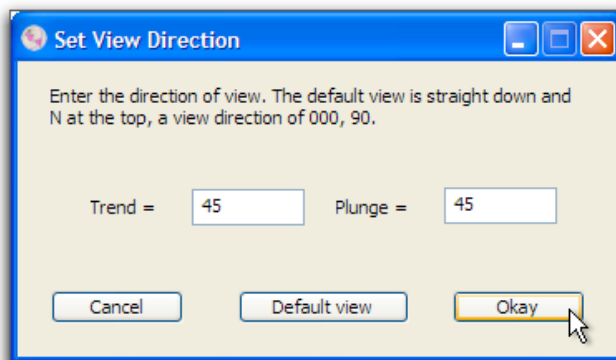 Set View Direction
Enter the direction of view. The default view is straight down and
N at the top, a view direction of 000, 90.
Trend = 45 Plunge = 45
Cancel Default view Okay